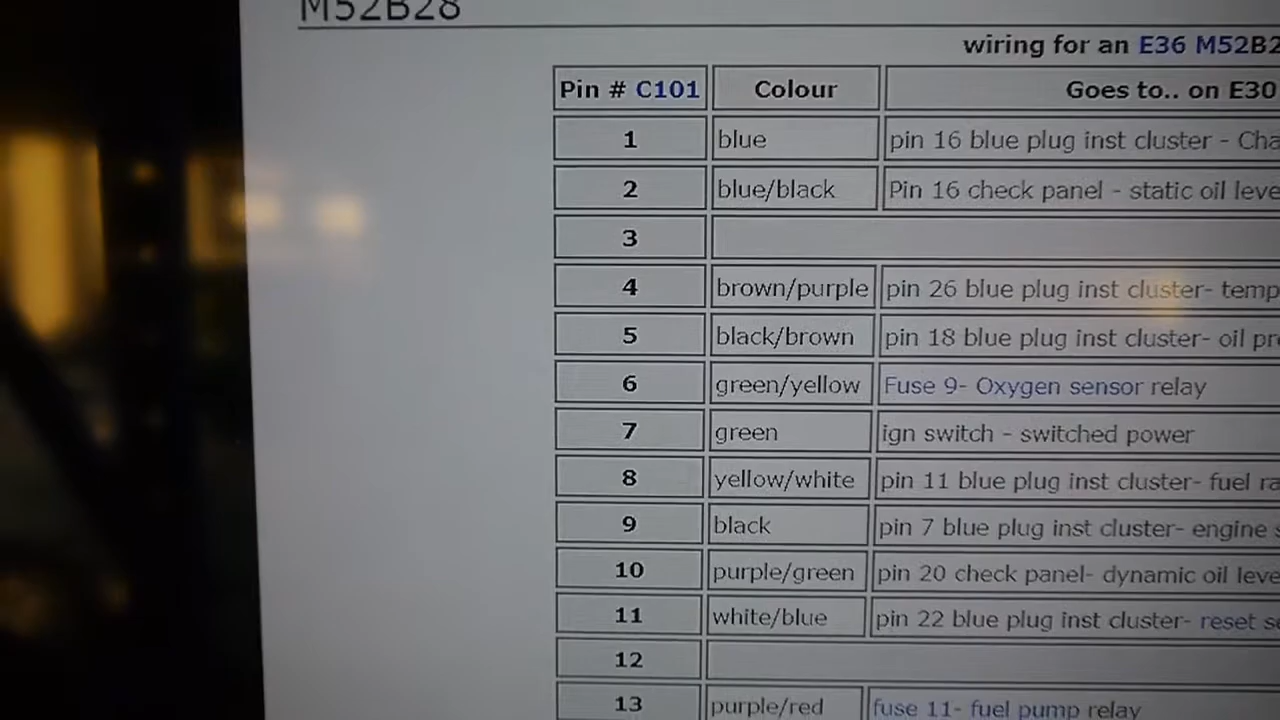 M52B28
wiring for an E36 M52B2
Pin # C101 Colour Goes to.. on E30
1 blue pin 16 blue plug inst cluster - Cha
2 blue/black Pin 16 check panel - static oil leve
3
4 brown/purple pin 26 blue plug inst cluster- temp
5 black/brown pin 18 blue plug inst cluster- oil pr
6 green/yellow Fuse 9- Oxygen sensor relay
7 green ign switch - switched power
8 yellow/white pin 11 blue plug inst cluster- fuel ra
9 black pin 7 blue plug inst cluster- engine s
10 purple/green pin 20 check panel- dynamic oil leve
11 white/blue pin 22 blue plug inst cluster- reset se
12
13 purple/red fuse 11- fuel pump relay